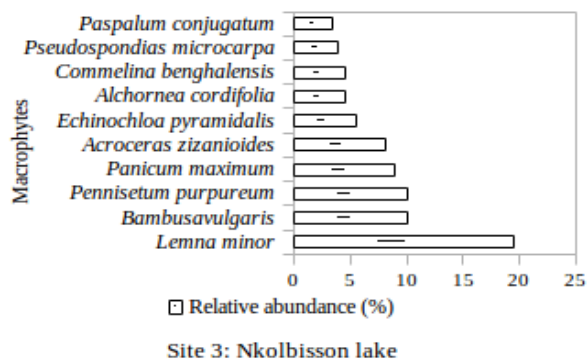 Paspalum conjugatum
Pseudospondias microcarpa
Commelina benghalensis
Alchornea cordifolia
Echinochloa pyramidalis
Acroceras zizanioides
Panicum maximum
Pennisetum purpureum
Bambusavulgaris
Lemna minor
Macrophytes
0 5 10 15 20 25
Relative abundance (%)
Site 3: Nkolbisson lake